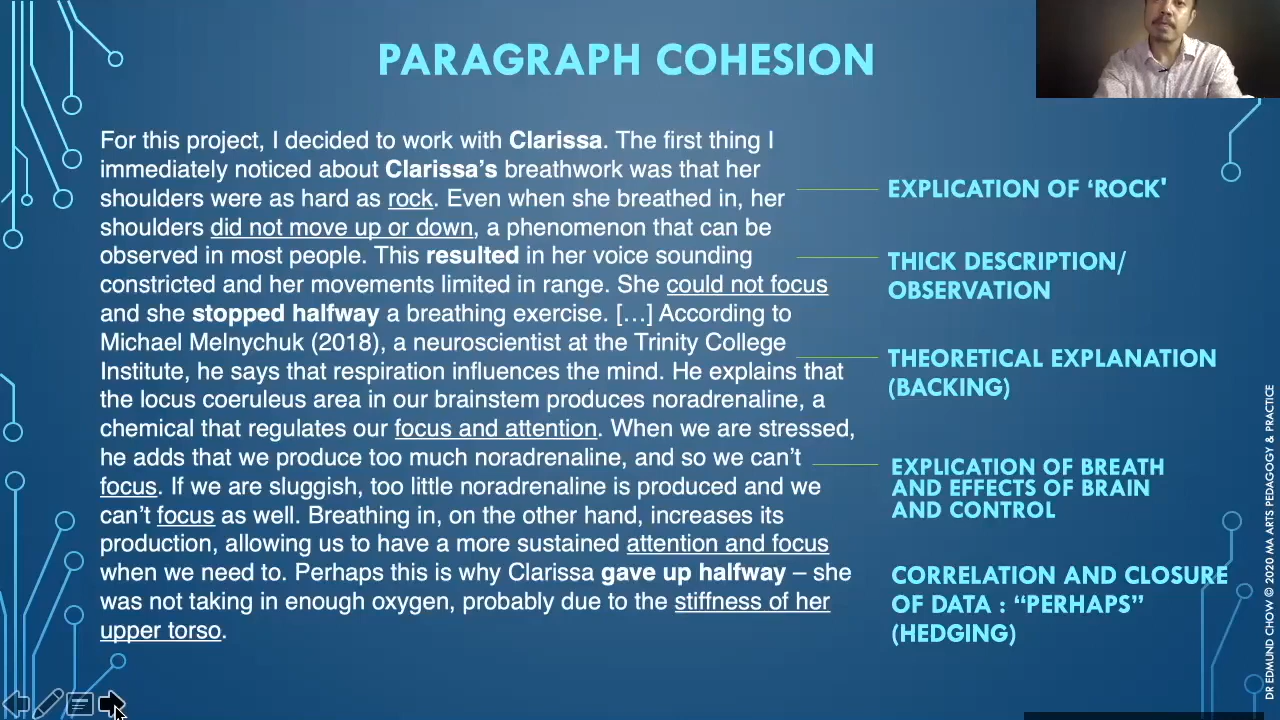 PARAGRAPH COHESION
For this project, I decided to work with Clarissa. The first thing I
immediately noticed about Clarissa's breathwork was that her
shoulders were as hard as rock. Even when she breathed in, her
shoulders did not move up or down, a phenomenon that can be
observed in most people. This resulted in her voice sounding
constricted and her movements limited in range. She could not focus
and she stopped halfway a breathing exercise. […] According to
Michael Melnychuk (2018), a neuroscientist at the Trinity College
Institute, he says that respiration influences the mind. He explains that
the locus coeruleus area in our brainstem produces noradrenaline, a
chemical that regulates our focus and attention. When we are stressed,
he adds that we produce too much noradrenaline, and so we can't
focus. If we are sluggish, too little noradrenaline is produced and we
can't focus as well. Breathing in, on the other hand, increases its
production, allowing us to have a more sustained attention and focus
when we need to. Perhaps this is why Clarissa gave up halfway – she
was not taking in enough oxygen, probably due to the stiffness of her
upper torso.
EXPLICATION OF ‘ROCK'
THICK DESCRIPTION/
OBSERVATION
THEORETICAL EXPLANATION
(BACKING)
EXPLICATION OF BREATH
AND EFFECTS OF BRAIN
AND CONTROL
CORRELATION AND CLOSURE
OF DATA : “PERHAPS”
(HEDGING)
DR EDMUND CHOW © 2020 MA ARTS PEDAGOGY & PRACTICE